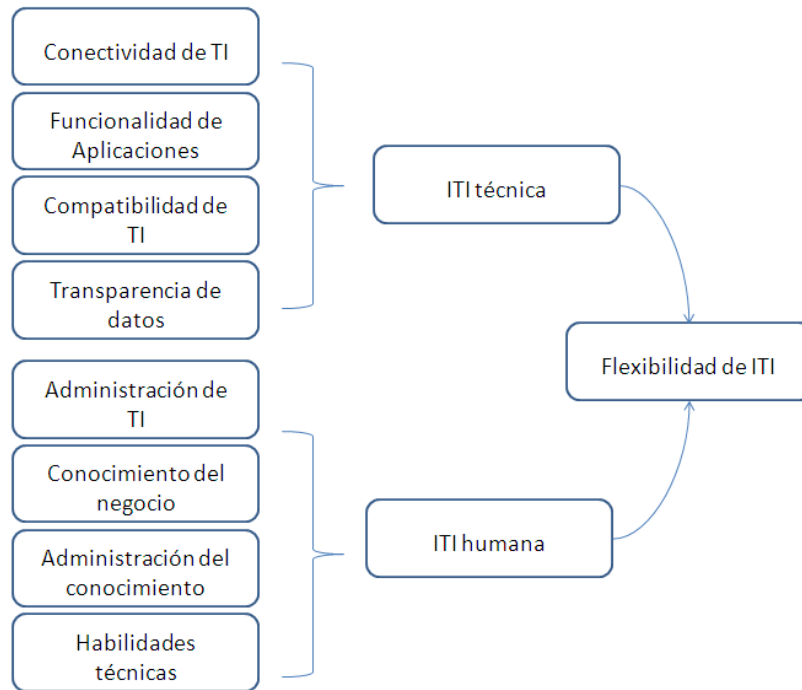 Conectividad de TI
Funcionalidad de
Aplicaciones
Compatibilidad de
TI
Transparencia de
datos
ITI técnica
Administración de
TI
Conocimiento del
negocio
Administración del
conocimiento
Habilidades
técnicas
ITI humana
Flexibilidad de ITI